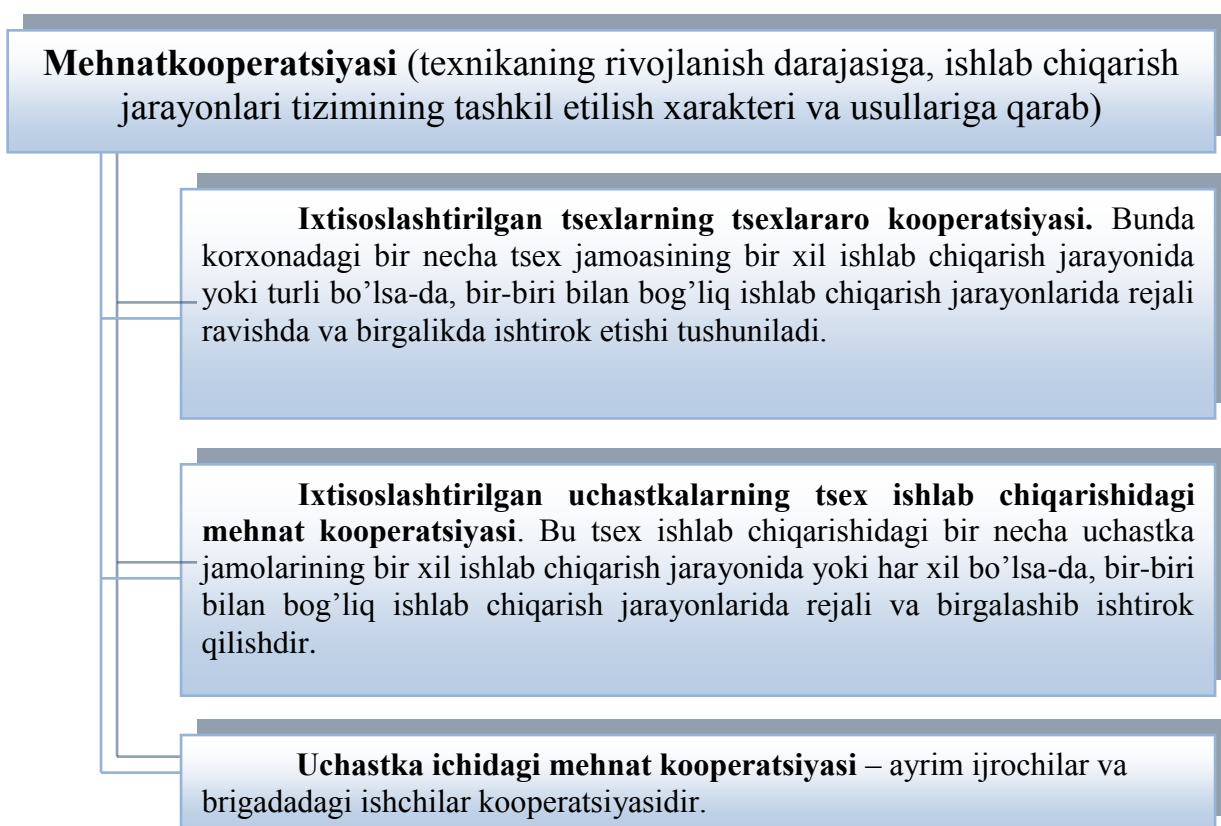 Mehnatkooperatsiyasi (texnikaning rivojlanish darajasiga, ishlab chiqarish
jarayonlari tizimining tashkil etilish xarakteri va usullariga qarab)
Ixtisoslashtirilgan tsexlarning tsexlararo kooperatsiyasi. Bunda
korxonadagi bir necha tsex jamoasining bir xil ishlab chiqarish jarayonida
yoki turli bo’lsa-da, bir-biri bilan bog’liq ishlab chiqarish jarayonlarida rejali
ravishda va birgalikda ishtirok etishi tushuniladi.
Ixtisoslashtirilgan uchastkalarning tsex ishlab chiqarishidagi
mehnat kooperatsiyasi. Bu tsex ishlab chiqarishidagi bir necha uchastka
jamolarining bir xil ishlab chiqarish jarayonida yoki har xil bo’lsa-da, bir-biri
bilan bog’liq ishlab chiqarish jarayonlarida rejali va birgalashib ishtirok
qilishdir.
Uchastka ichidagi mehnat kooperatsiyasi – ayrim ijrochilar va
brigadadagi ishchilar kooperatsiyasidir.